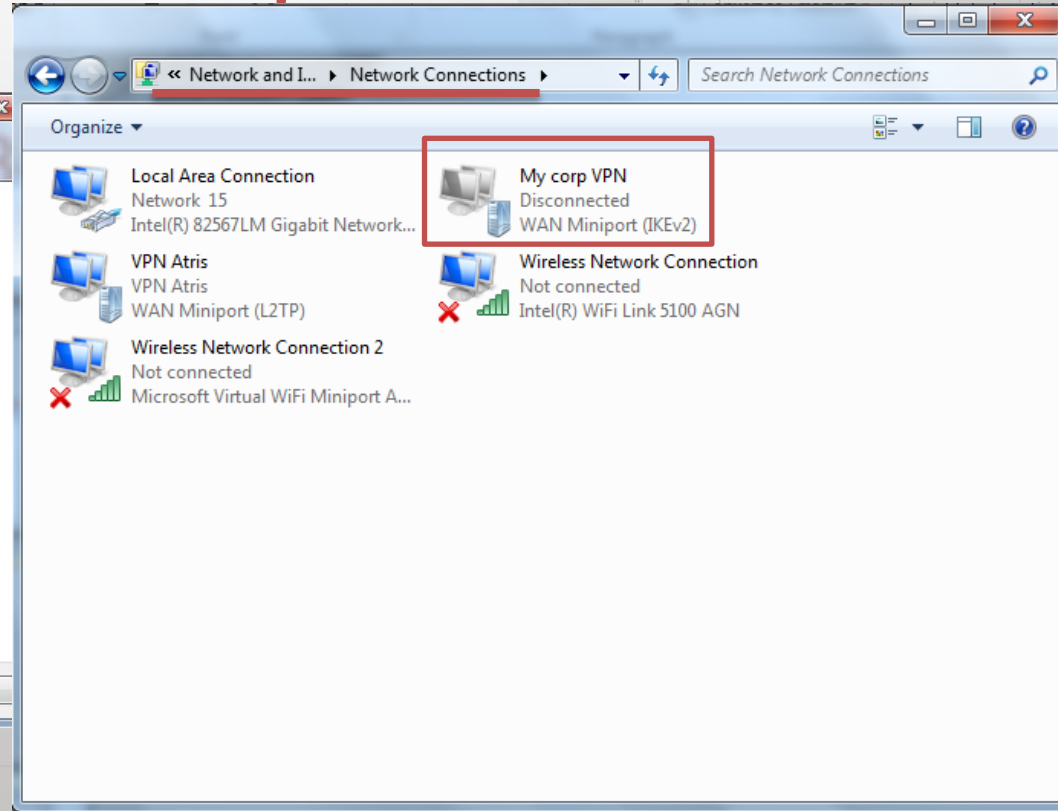 « Network and I... ▸ Network Connections ▸
Search Network Connections
Organize
Local Area Connection
Network 15
Intel(R) 82567LM Gigabit Network...
My corp VPN
Disconnected
WAN Miniport (IKEv2)
VPN Atris
VPN Atris
WAN Miniport (L2TP)
Wireless Network Connection
Not connected
Intel(R) WiFi Link 5100 AGN
Wireless Network Connection 2
Not connected
Microsoft Virtual WiFi Miniport A...